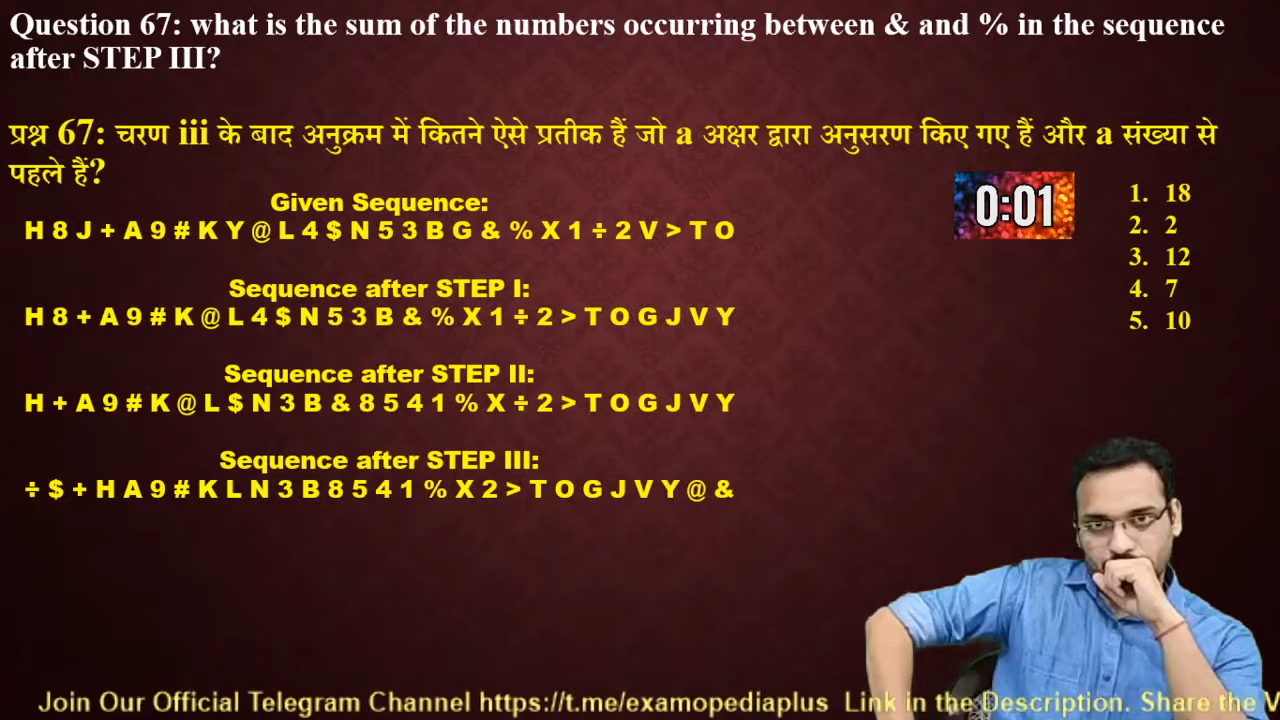 Question 67: what is the sum of the numbers occurring between & and % in the sequence
after STEP III?
प्रश्न 67: चरण iii के बाद अनुक्रम में कितने ऐसे प्रतीक हैं जो a अक्षर द्वारा अनुसरण किए गए हैं और a संख्या से
पहले हैं?
Given Sequence:
H 8 J + A 9 # K Y @ L 4 $ N 5 3 B G & % X 1 ÷ 2 V > T O
Sequence after STEP I:
H 8 + A 9 # K @ L 4 $ N 5 3 B & % X 1 ÷ 2 > T O G J V Y
Sequence after STEP II:
H + A 9 # K @ L $ N 3 B & 8 5 4 1 % X ÷ 2 > T O G J V Y
Sequence after STEP III:
÷ $ + H A 9 # K L N 3 B 8 5 4 1 % X 2 > T O G J V Y @ &
0:01
1. 18
2. 2
3. 12
4. 7
5. 10
Join Our Official Telegram Channel https://t.me/examopediaplus Link in the Description. Share the V